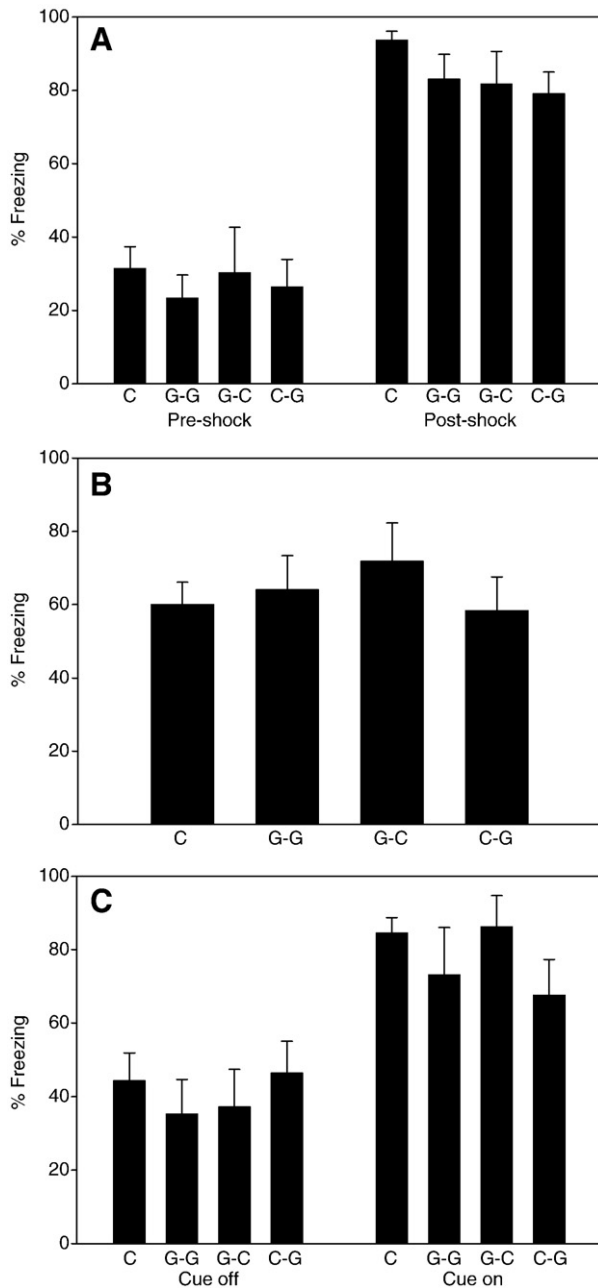 A
% Freezing
100
80
60
40
20
0
C G-G G-C C-G C G-G G-C C-G
Pre-shock Post-shock
B
% Freezing
100
80
60
40
20
0
C G-G G-C C-G
C
% Freezing
100
80
60
40
20
0
C G-G G-C C-G C G-G G-C C-G
Cue off Cue on